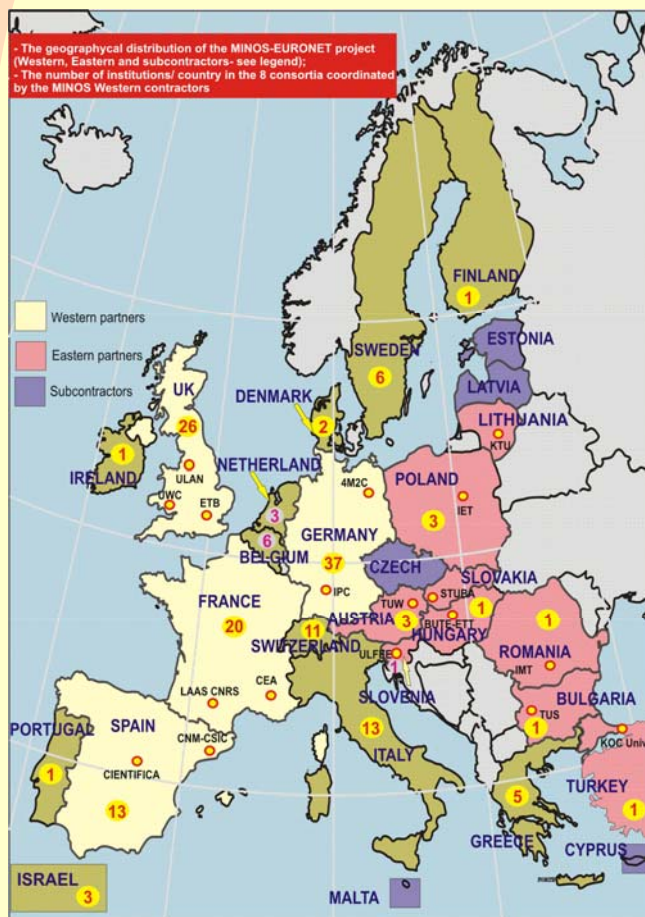 - The geographycal distribution of the MINOS-EURONET project
(Western, Eastern and subcontractors- see legend);
- The number of institutions/ country in the 8 consortia coordinated
by the MINOS Western contractors
FINLAND
1
Western partners
Eastern partners
Subcontractors
ESTONIA
SWEDEN
6
LATVIA
UK
DENMARK
2
LITHUANIA
KTU
26
1
IRELAND
ULAN
NETHERLAND
4M2C
POLAND
IET
UWC
ETB
3
3
GERMANY
6
BELGIUM
37
CZECH
SLOVAKIA
IPC
STUBA
FRANCE
TUW
1
1
20
AUSTRIA
3
BUTE-ETT
HUNGARY
11
SWITZERLAND
ULFEE
1
ROMANIA
IMT
CEA
SLOVENIA
LAAS CNRS
BULGARIA
TUS
PORTUGAL
SPAIN
13
1
KOC Univ
CNM-CSIC
ITALY
1
CIENTIFICA
TURKEY
5
1
13
GREECE
CYPRUS
ISRAEL
3
MALTA